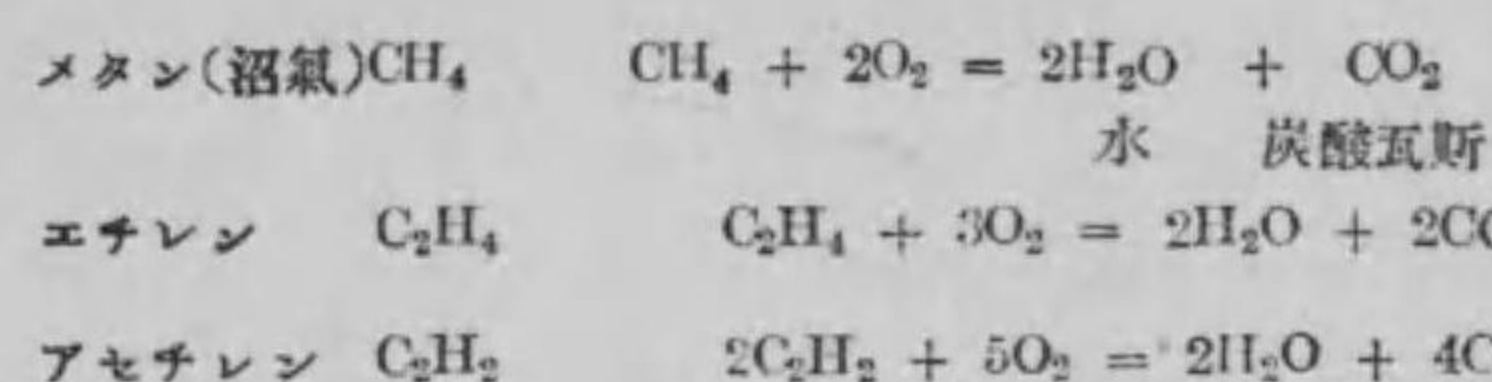 メタン(沼氣)CH₄ CH₄ + 2O₂ = 2H₂O + CO₂
水 炭酸瓦斯
エチレン C₂H₄ C₂H₄ + 3O₂ = 2H₂O + 2C
アセチレン C₂H₂ 2C₂H₂ + 5O₂ = 2H₂O + 4C